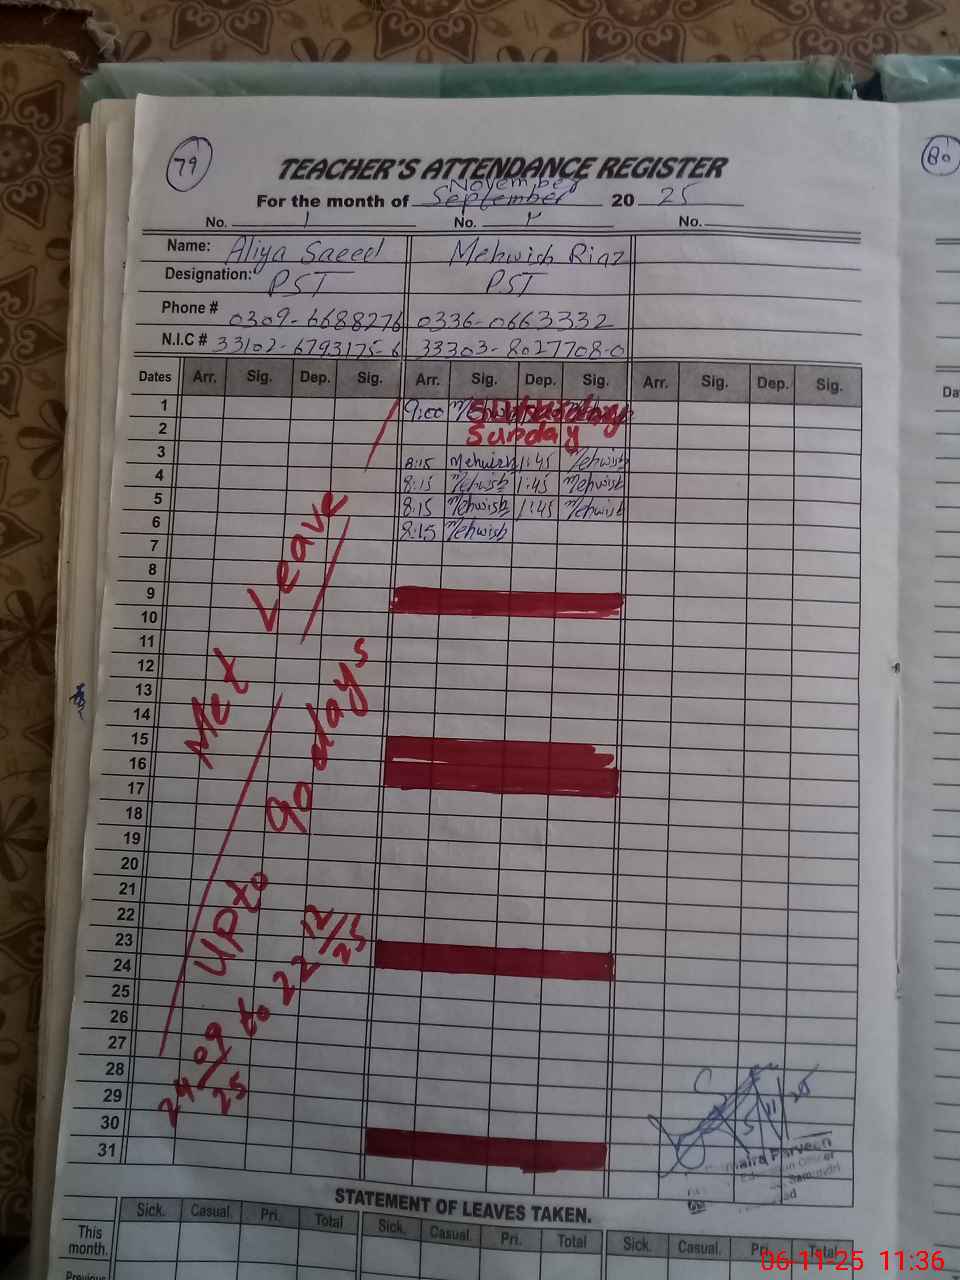 79
80
TEACHER'S ATTENDANCE REGISTER
November
For the month of September 20 25
No. 1 No. 2 No.
Name: Aliya Saeed Mehwish Riaz
Designation: PST PST
Phone # 0309-6688276 0336-0663332
N.I.C # 33102-6793175-6 33303-8027708-0
Dates Arr. Sig. Dep. Sig. Arr. Sig. Dep. Sig. Arr. Sig. Dep. Sig.
Da
1 9:00
2 Sunday
3 8:15 Mehwish 1:45 Mehwish
4 8:15 Mehwish 1:45 Mehwish
5 8:15 Mehwish 1:45 Mehwish
6 8:15 Mehwish
7
8
9
10
11
12
13
14
15
16
17
18
19
20
21
22
23
24
25
26
27
28
29
30
31
Met Leave
upto 90 days
24 09/25 to 22 12/25
5/11/25
Parveen
STATEMENT OF LEAVES TAKEN.
Sick. Casual. Pri. Total Sick. Casual. Pri. Total Sick. Casual. Pri. Total
This month.
Previous
06-11-25 11:36